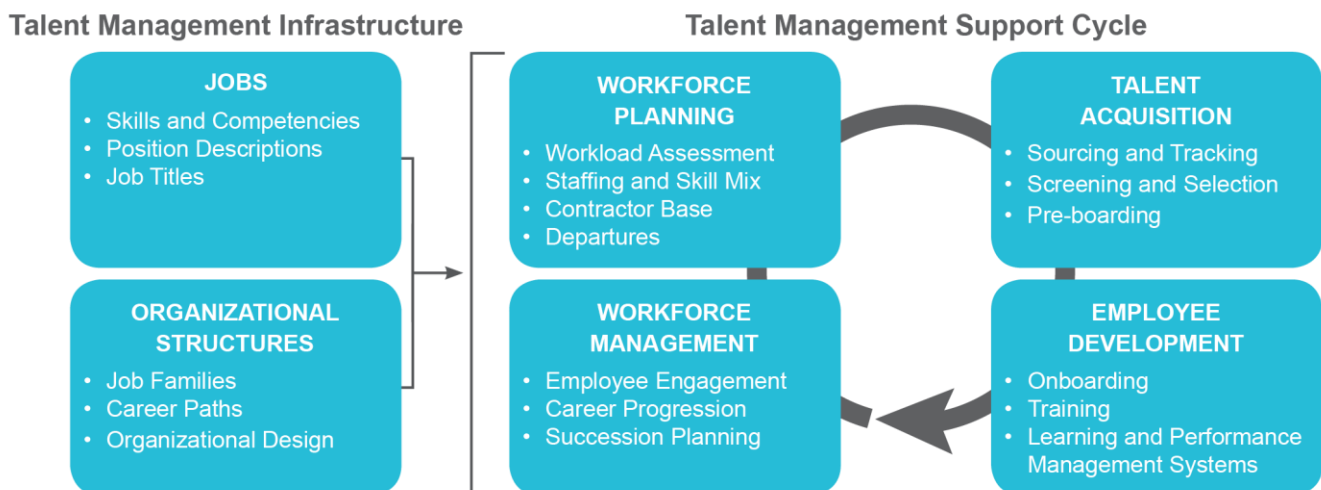 Talent Management Infrastructure
JOBS
• Skills and Competencies
• Position Descriptions
• Job Titles
ORGANIZATIONAL
STRUCTURES
• Job Families
• Career Paths
• Organizational Design
Talent Management Support Cycle
WORKFORCE
PLANNING
• Workload Assessment
• Staffing and Skill Mix
• Contractor Base
• Departures
TALENT
ACQUISITION
• Sourcing and Tracking
• Screening and Selection
• Pre-boarding
WORKFORCE
MANAGEMENT
• Employee Engagement
• Career Progression
• Succession Planning
EMPLOYEE
DEVELOPMENT
• Onboarding
• Training
• Learning and Performance
Management Systems